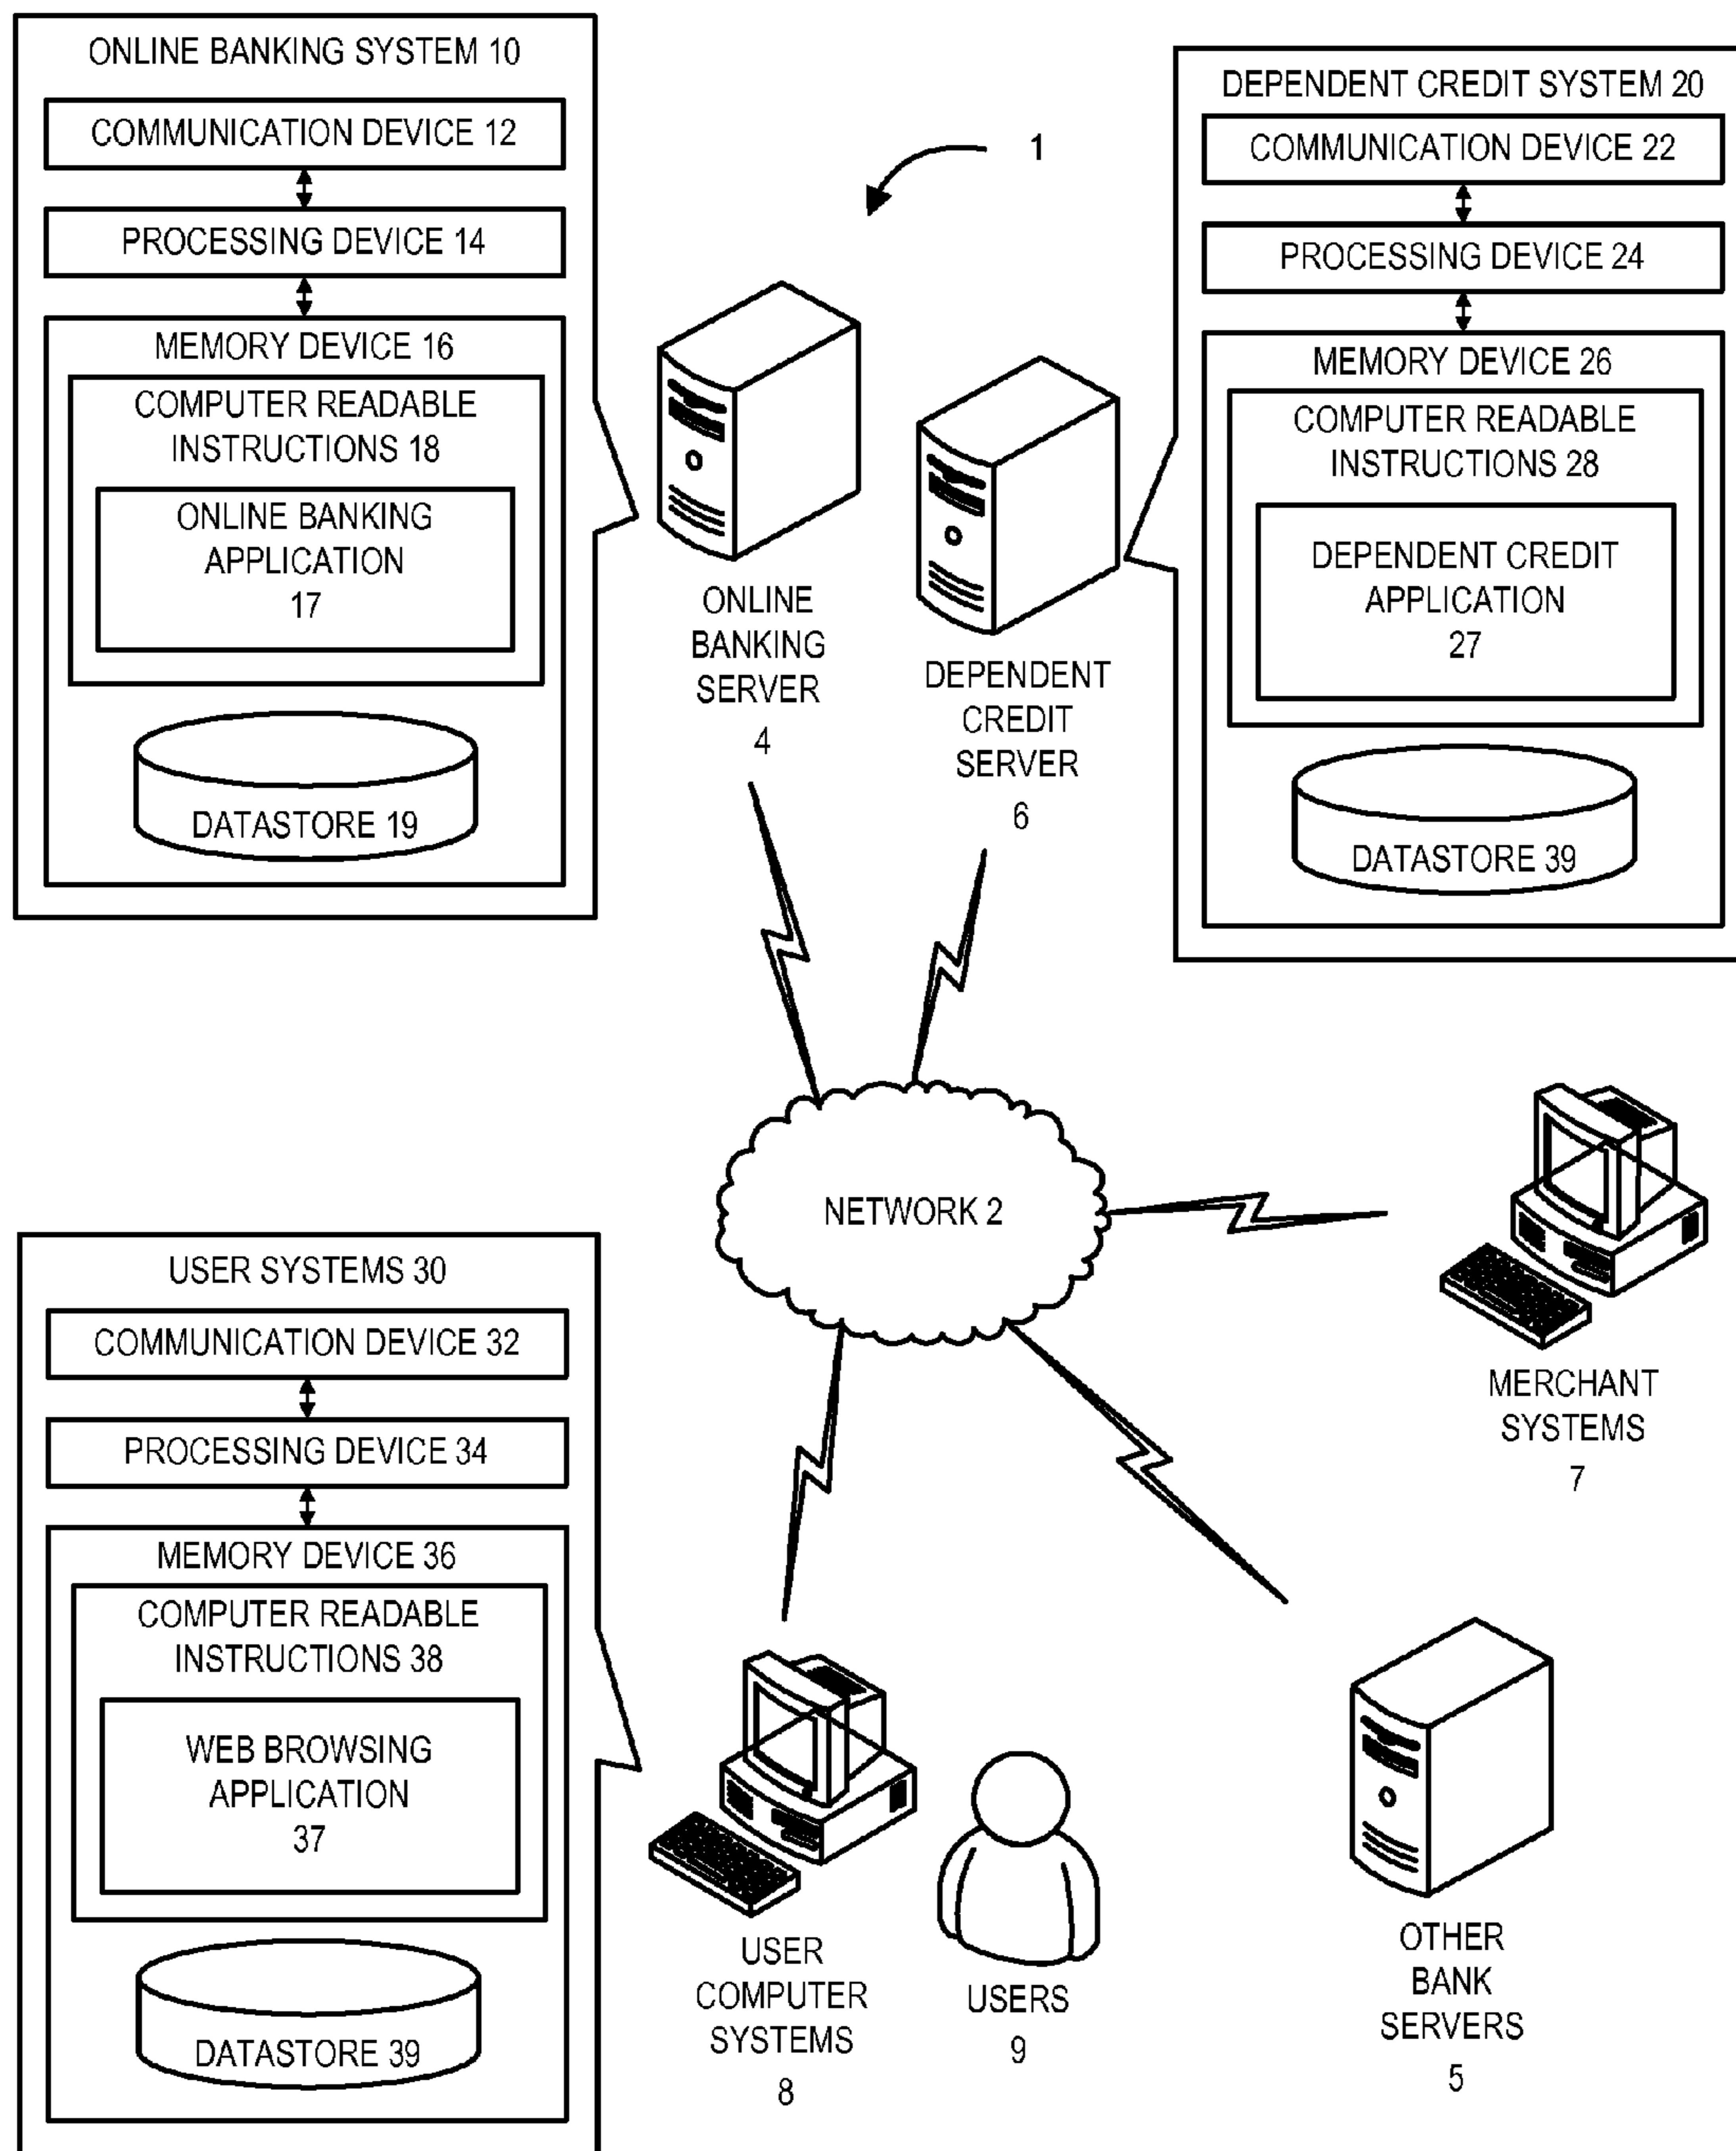 ONLINE BANKING SYSTEM 10
COMMUNICATION DEVICE 12
PROCESSING DEVICE 14
MEMORY DEVICE 16
COMPUTER READABLE
INSTRUCTIONS 18
ONLINE BANKING
APPLICATION
17
DATASTORE 19
1
ONLINE
BANKING
SERVER
4
DEPENDENT
CREDIT
SERVER
6
DEPENDENT CREDIT SYSTEM 20
COMMUNICATION DEVICE 22
PROCESSING DEVICE 24
MEMORY DEVICE 26
COMPUTER READABLE
INSTRUCTIONS 28
DEPENDENT CREDIT
APPLICATION
27
DATASTORE 39
NETWORK 2
MERCHANT
SYSTEMS
7
USER SYSTEMS 30
COMMUNICATION DEVICE 32
PROCESSING DEVICE 34
MEMORY DEVICE 36
COMPUTER READABLE
INSTRUCTIONS 38
WEB BROWSING
APPLICATION
37
DATASTORE 39
USER
COMPUTER
SYSTEMS
8
USERS
9
OTHER
BANK
SERVERS
5